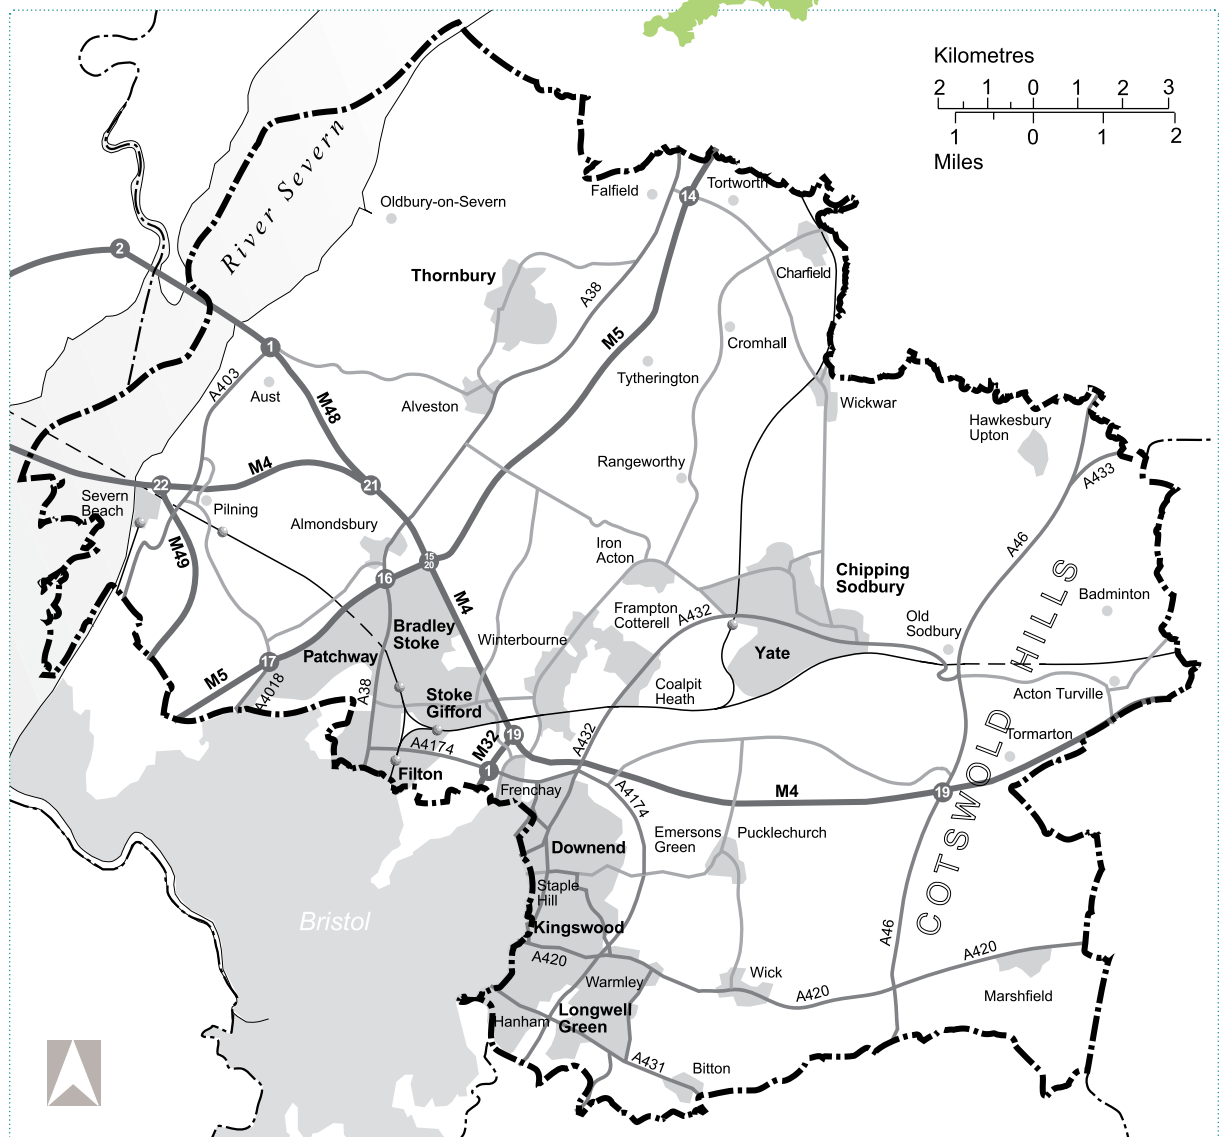 Kilometres
2 1 0 1 2 3
1 0 1 2
Miles
River Severn
Falfield
Tortworth
14
Oldbury-on-Severn
2
Thornbury
Charfield
A38
M5
Cromhall
1
A403
Aust
M48
Tytherington
Alveston
Wickwar
Hawkesbury
Upton
A433
M4
Rangeworthy
22
21
Severn
Beach
Pilning
Almondsbury
M49
Iron
Acton
A46
15
20
16
M4
Chipping
Sodbury
Badminton
Frampton
Cotterell
A432
Old
Sodbury
Bradley
Stoke
Winterbourne
Patchway
Yate
17
M5
A4018
A38
Stoke
Gifford
Coalpit
Heath
Acton Turville
COTSWOLD HILLS
A4174
M32
19
A432
Tormarton
1
Filton
Frenchay
A4174
M4
19
Emersons
Green
Pucklechurch
Downend
Staple
Hill
Bristol
Kingswood
A46
A420
A420
Warmley
Wick
A420
Marshfield
Hanham
Longwell
Green
A431
Bitton